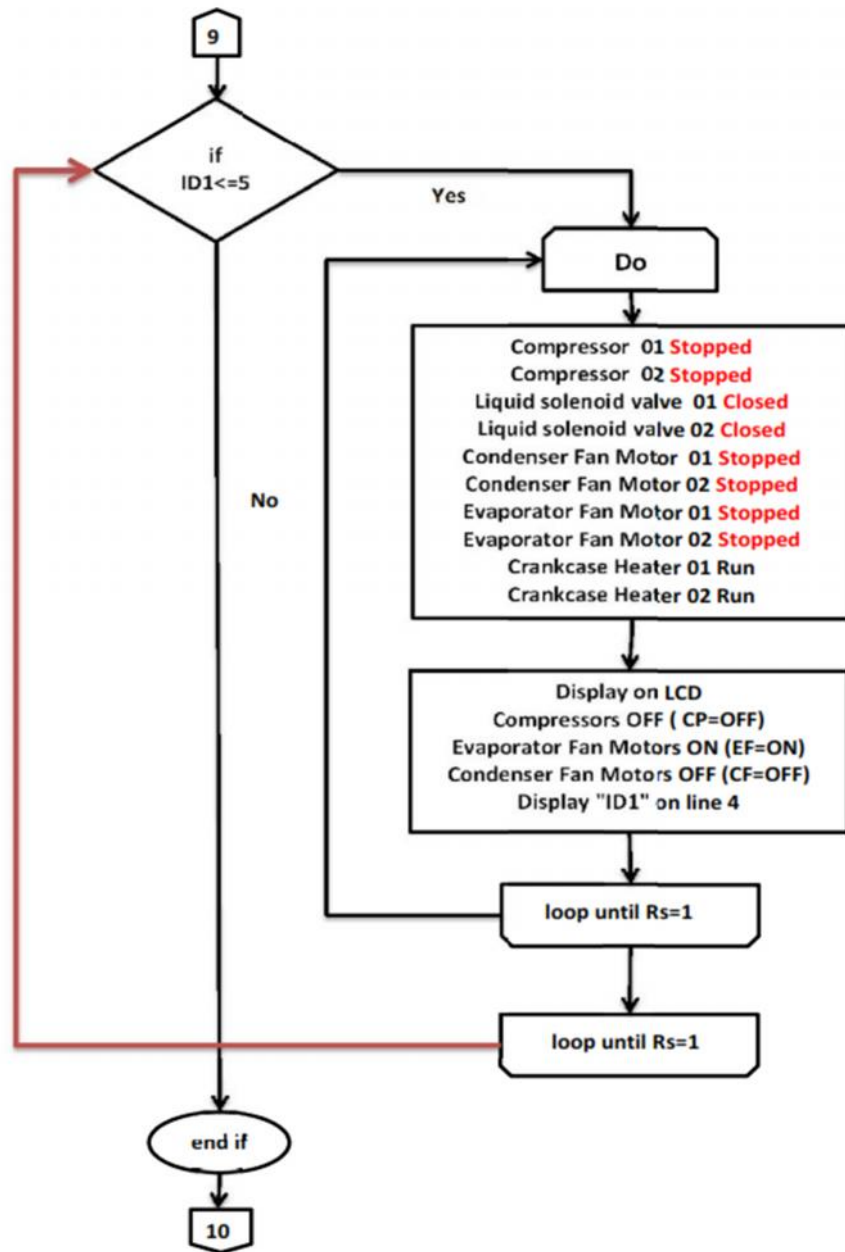 9
if
ID1<=5
Yes
Do
Compressor 01 Stopped
Compressor 02 Stopped
Liquid solenoid valve 01 Closed
Liquid solenoid valve 02 Closed
Condenser Fan Motor 01 Stopped
Condenser Fan Motor 02 Stopped
Evaporator Fan Motor 01 Stopped
Evaporator Fan Motor 02 Stopped
Crankcase Heater 01 Run
Crankcase Heater 02 Run
No
Display on LCD
Compressors OFF ( CP=OFF)
Evaporator Fan Motors ON (EF=ON)
Condenser Fan Motors OFF (CF=OFF)
Display "ID1" on line 4
loop until Rs=1
loop until Rs=1
end if
10